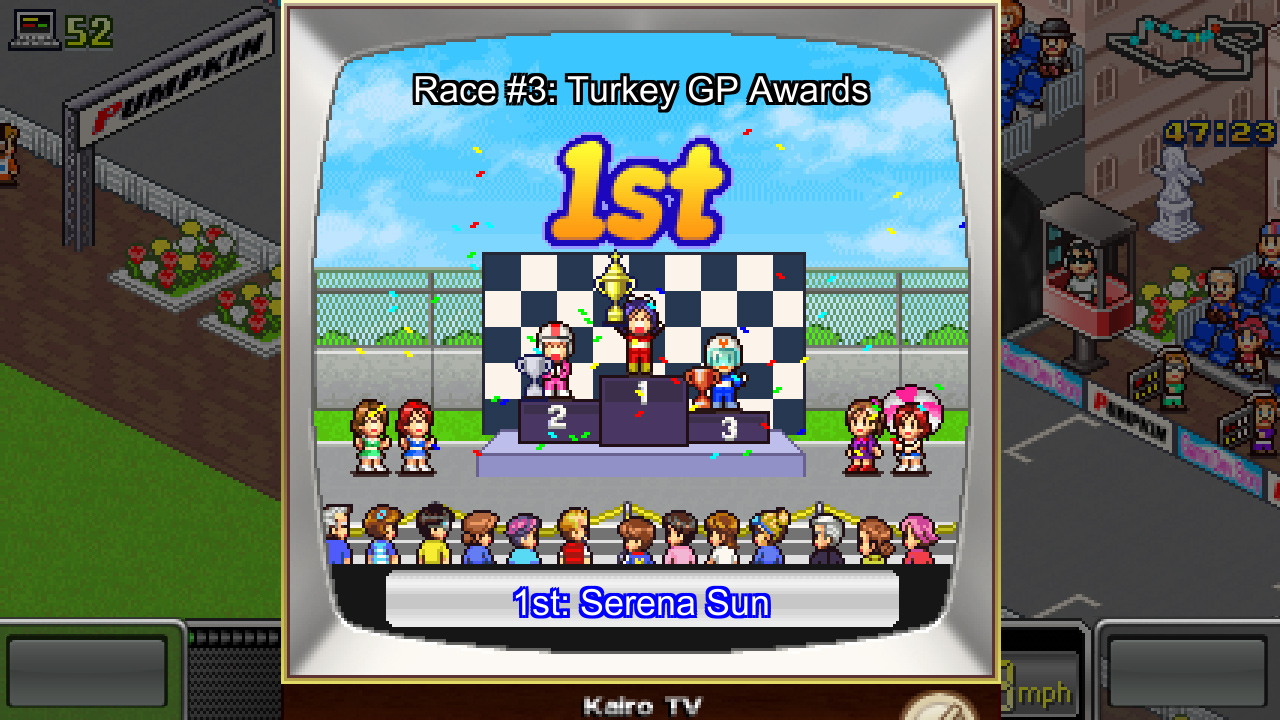 52
PUMPKIN
Race #3: Turkey GP Awards
1st
47:23
1
2
3
PUMPKIN
1st: Serena Sun
mph
Kairo TV